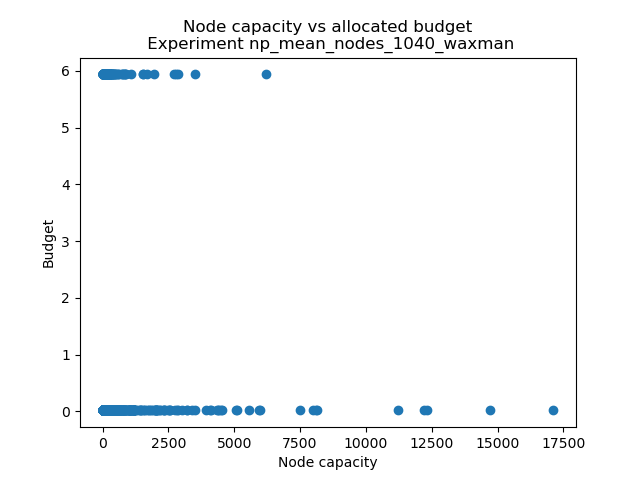 Node capacity vs allocated budget
Experiment np_mean_nodes_1040_waxman
6
5
4
3
2
1
0
Budget
0 2500 5000 7500 10000 12500 15000 17500
Node capacity